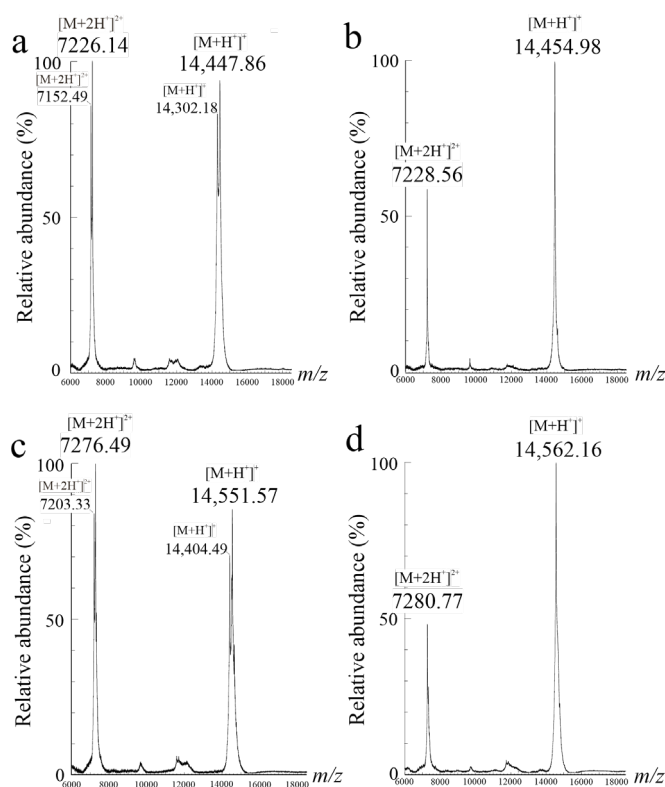 a
[M+2H⁺]²⁺
7226.14
[M+H⁺]⁺
14,447.86
[M+2H⁺]²⁺
7152.49
[M+H⁺]⁺
14,302.18
Relative abundance (%)
100
50
0
6000 8000 10000 12000 14000 16000 18000 m/z
b
[M+H⁺]⁺
14,454.98
[M+2H⁺]²⁺
7228.56
Relative abundance (%)
100
50
0
6000 8000 10000 12000 14000 16000 18000 m/z
c
[M+2H⁺]²⁺
7276.49
[M+H⁺]⁺
14,551.57
[M+2H⁺]²⁺
7203.33
[M+H⁺]⁺
14,404.49
Relative abundance (%)
100
50
0
6000 8000 10000 12000 14000 16000 18000 m/z
d
[M+H⁺]⁺
14,562.16
[M+2H⁺]²⁺
7280.77
Relative abundance (%)
100
50
0
6000 8000 10000 12000 14000 16000 18000 m/z